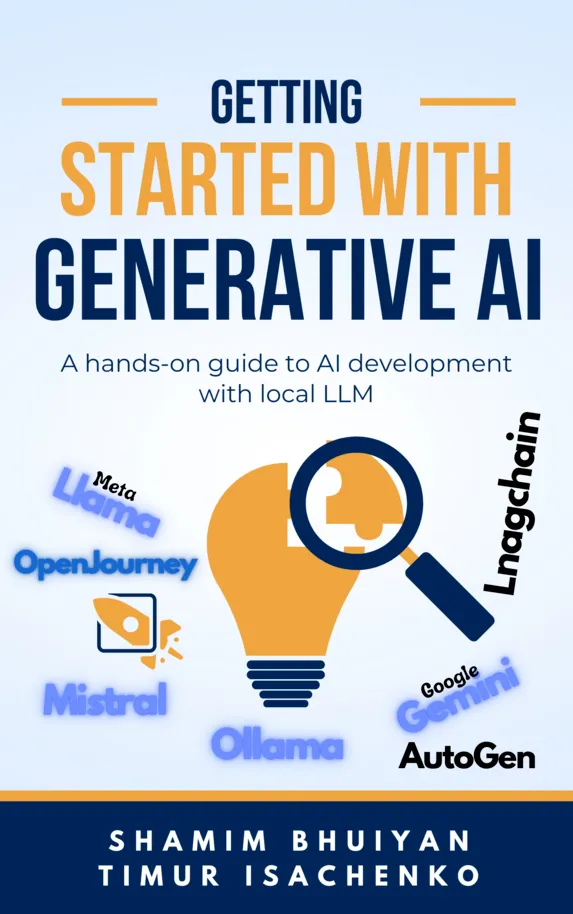 GETTING
STARTED WITH
GENERATIVE AI
A hands-on guide to AI development
with local LLM
Lnagchain
Meta
Llama
OpenJourney
Mistral
Google
Gemini
Ollama
AutoGen
SHAMIM BHUIYAN
TIMUR ISACHENKO